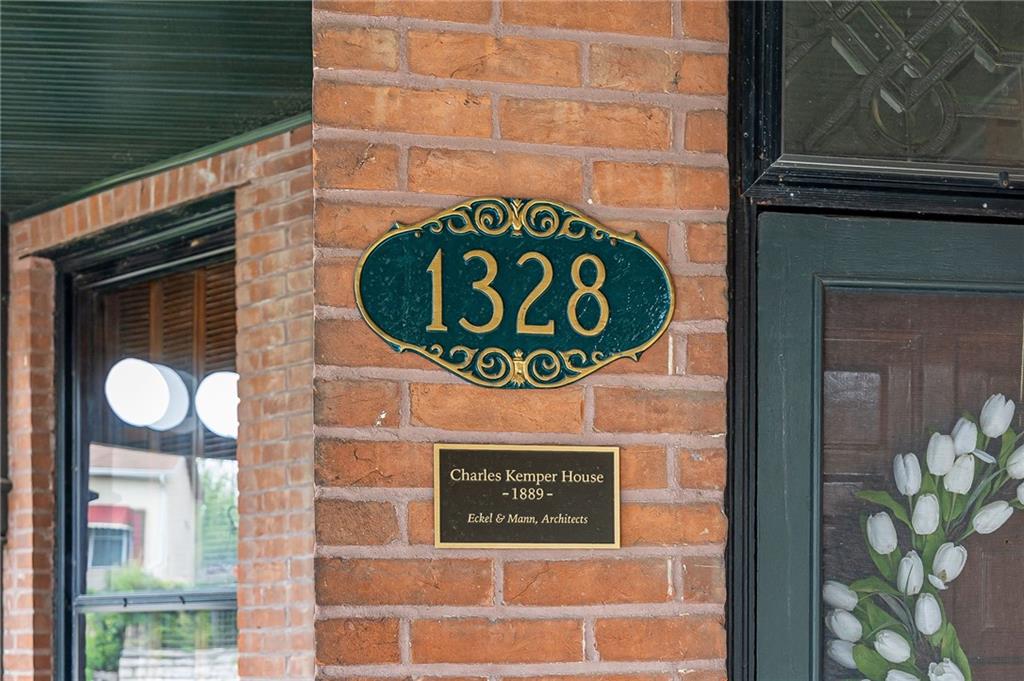 1328
Charles Kemper House
- 1889 -
Eckel & Mann, Architects